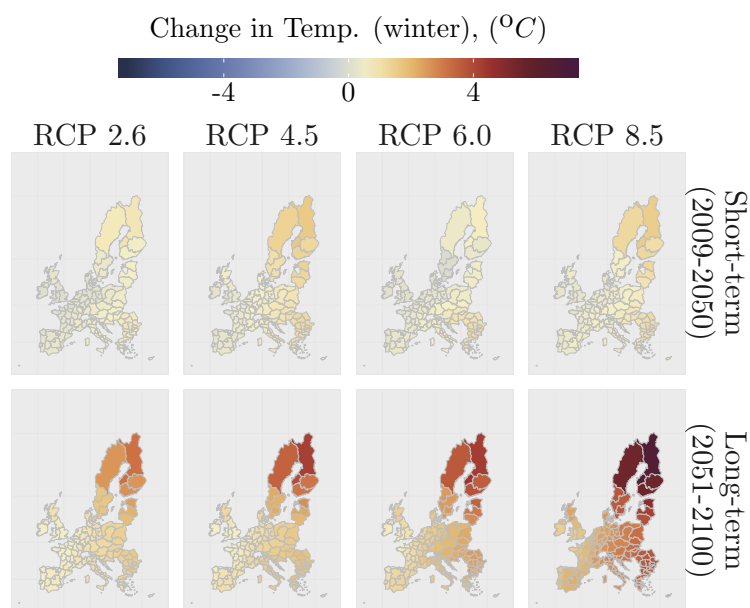 Change in Temp. (winter), (°C)
-4 0 4
RCP 2.6 RCP 4.5 RCP 6.0 RCP 8.5
Short-term
(2009-2050)
Long-term
(2051-2100)